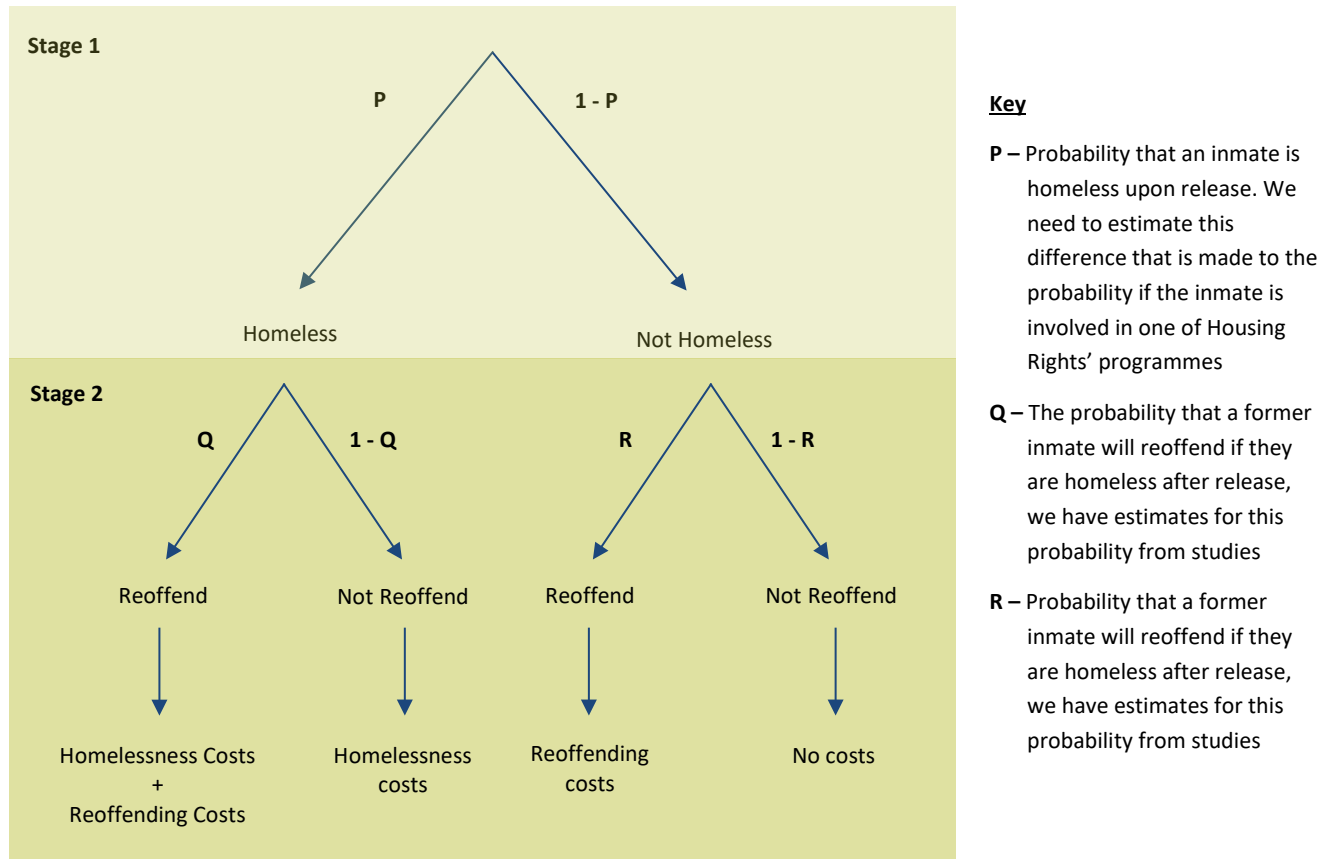 Stage 1
P
1 - P
Homeless
Not Homeless
Stage 2
Q
1 - Q
R
1 - R
Reoffend
Not Reoffend
Reoffend
Not Reoffend
Homelessness Costs
+
Reoffending Costs
Homelessness
costs
Reoffending
costs
No costs
Key
P – Probability that an inmate is
homeless upon release. We
need to estimate this
difference that is made to the
probability if the inmate is
involved in one of Housing
Rights’ programmes
Q – The probability that a former
inmate will reoffend if they
are homeless after release,
we have estimates for this
probability from studies
R – Probability that a former
inmate will reoffend if they
are homeless after release,
we have estimates for this
probability from studies